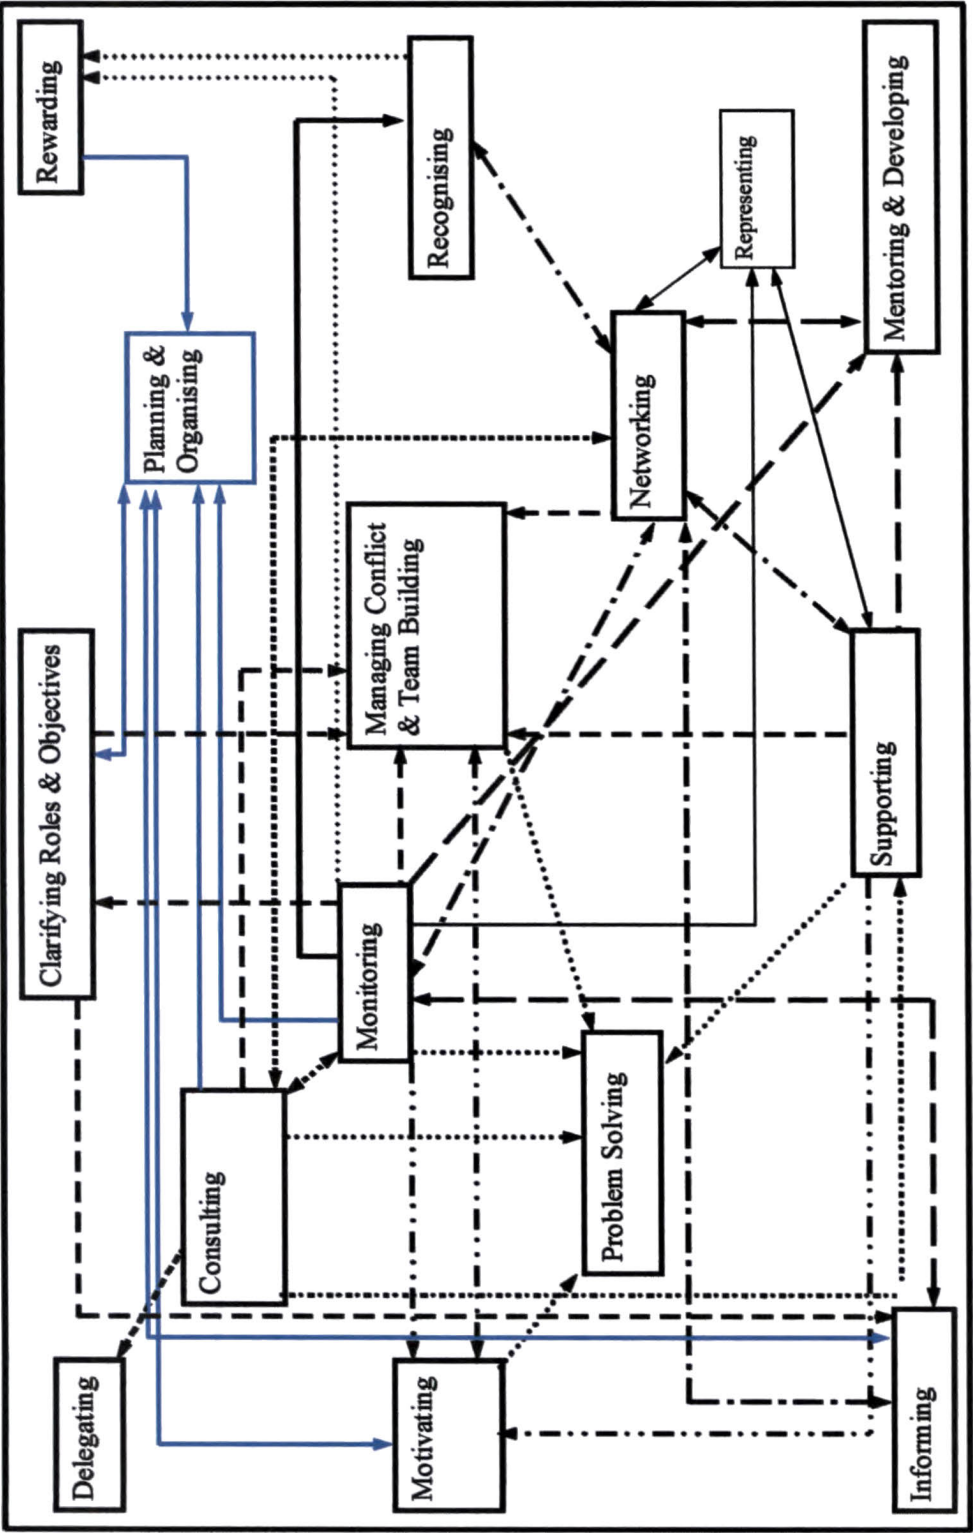 Rewarding
Recognising
Representing
Mentoring & Developing
Planning &
Organising
Networking
Clarifying Roles & Objectives
Managing Conflict
& Team Building
Supporting
Monitoring
Consulting
Problem Solving
Delegating
Motivating
Informing